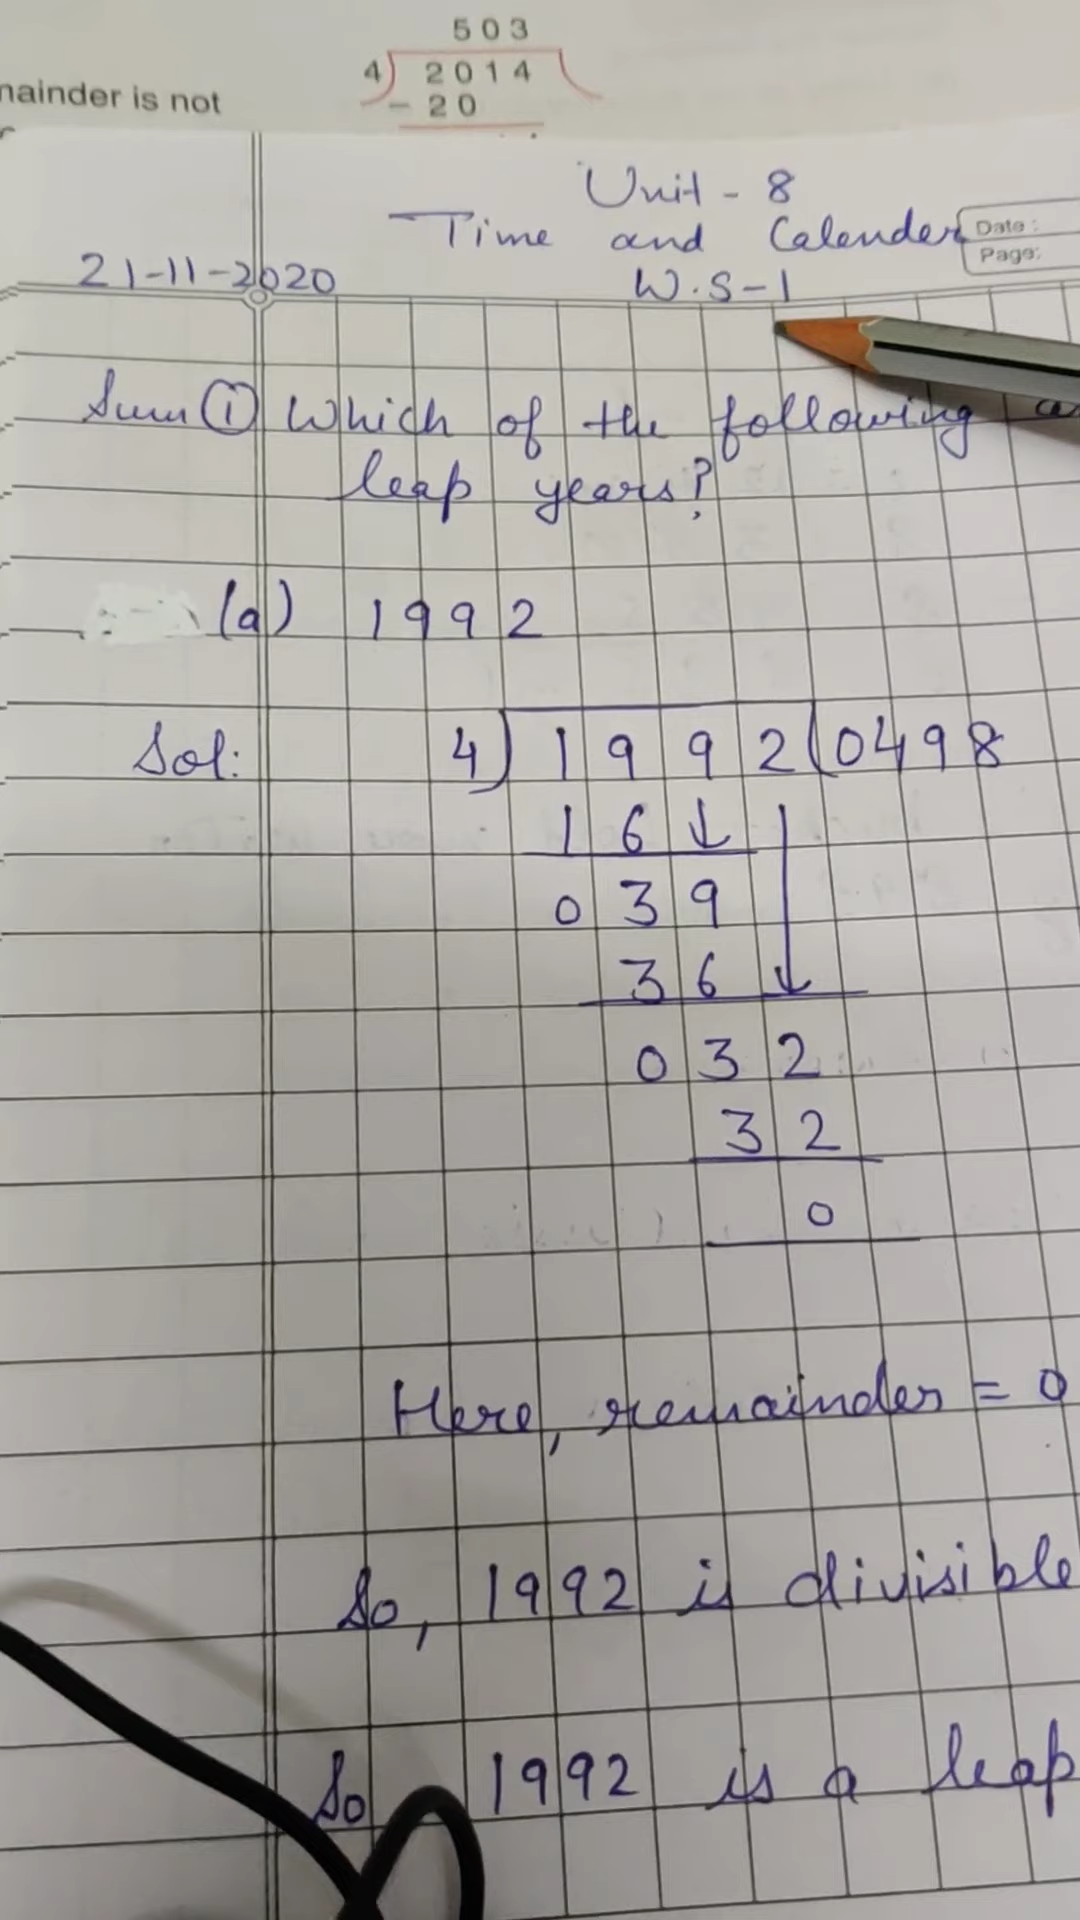 503
4) 2014
mainder is not
- 20
Unit - 8
Time and Calender
Date:
Page:
21-11-2020
W.S-1
Sum ① Which of the following
leap years?
(a) 1992
Sol: 4) 1992 (0498
16
039
36
032
32
0
Here, remainder = 0
So, 1992 is divisible
So 1992 is a leap